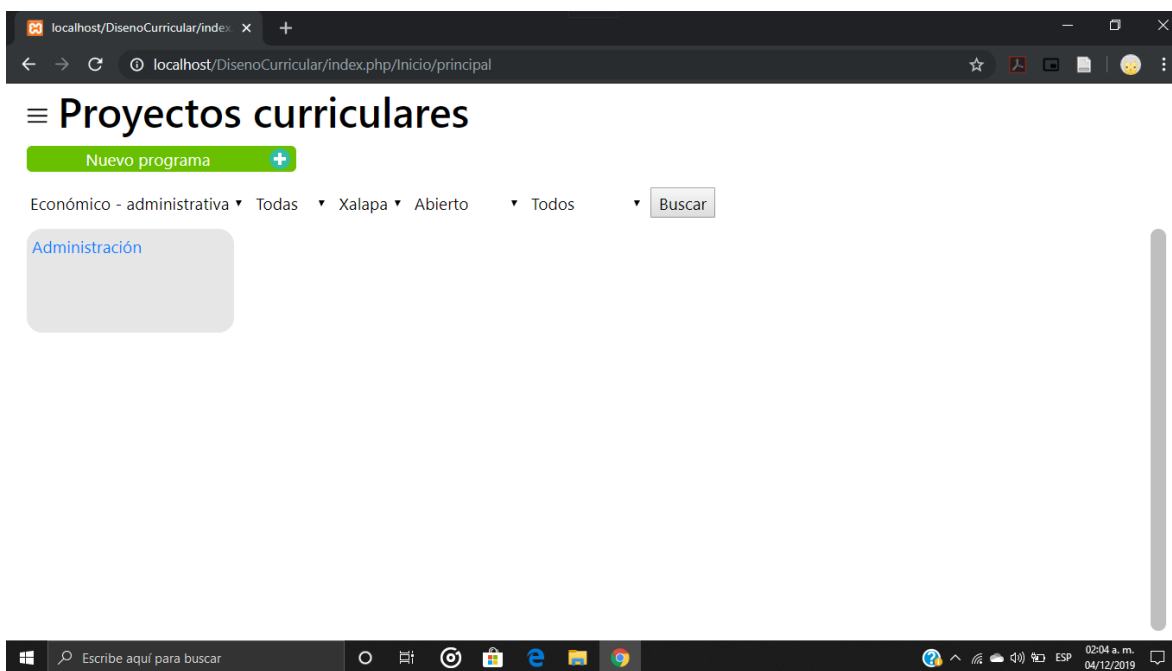 localhost/DisenoCurricular/index.
localhost/DisenoCurricular/index.php/Inicio/principal
Proyectos curriculares
Nuevo programa
Económico - administrativa Todas Xalapa Abierto Todos Buscar
Administración
Escribe aquí para buscar
ESP
02:04 a. m.
04/12/2019